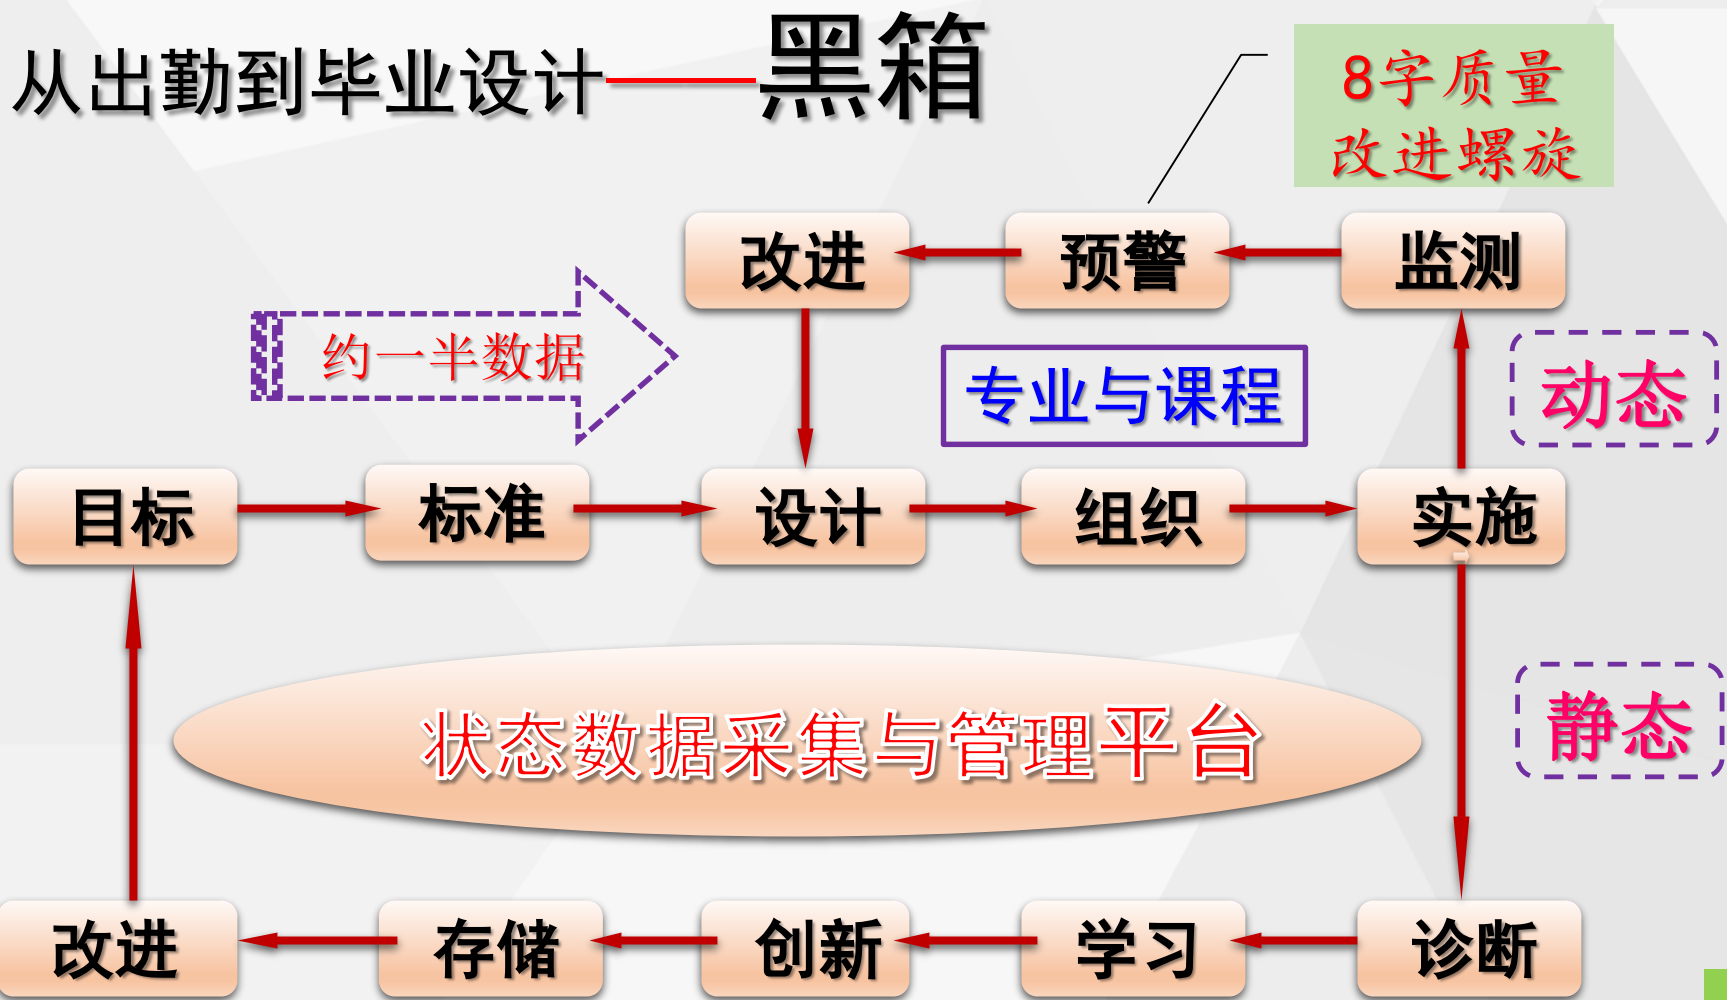 从出勤到毕业设计——黑箱
8字质量
改进螺旋
改进
预警
监测
约一半数据
专业与课程
动态
目标
标准
设计
组织
实施
状态数据采集与管理平台
静态
改进
存储
创新
学习
诊断